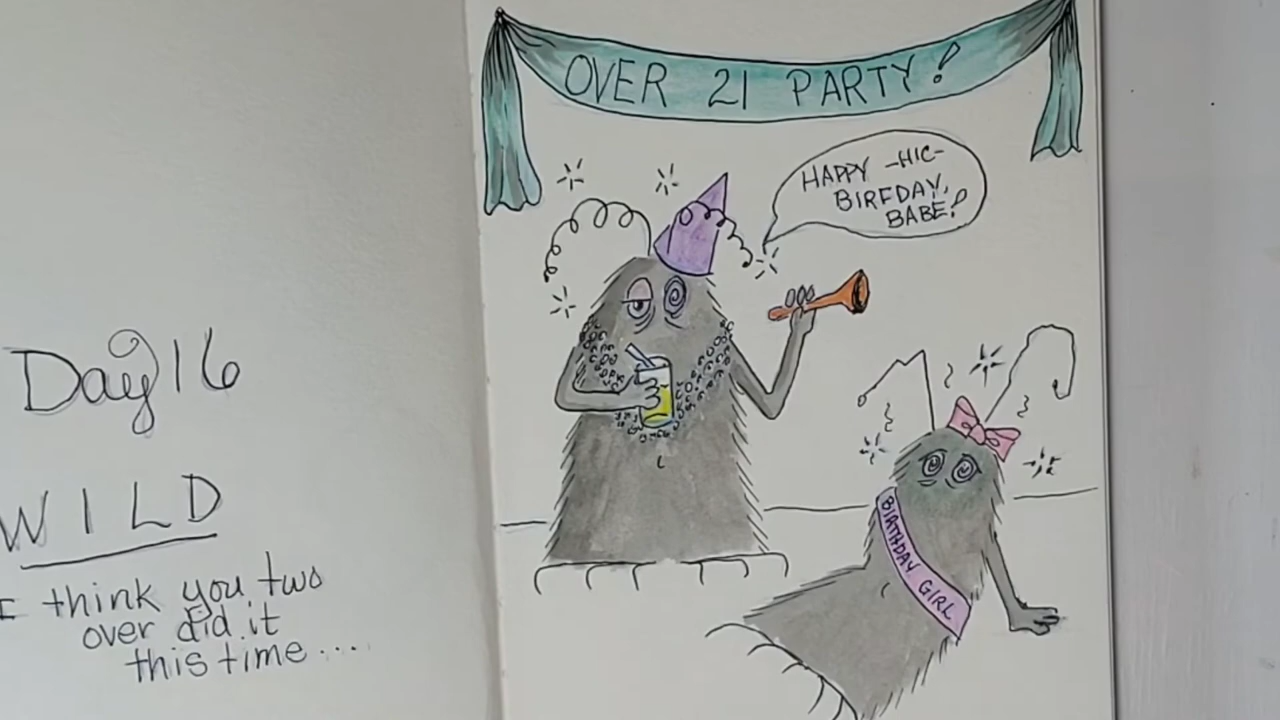 Day 16
WILD
I think you two
over did it
this time...
OVER 21 PARTY!
HAPPY -HIC-
BIRFDAY,
BABE!
BIRTHDAY GIRL